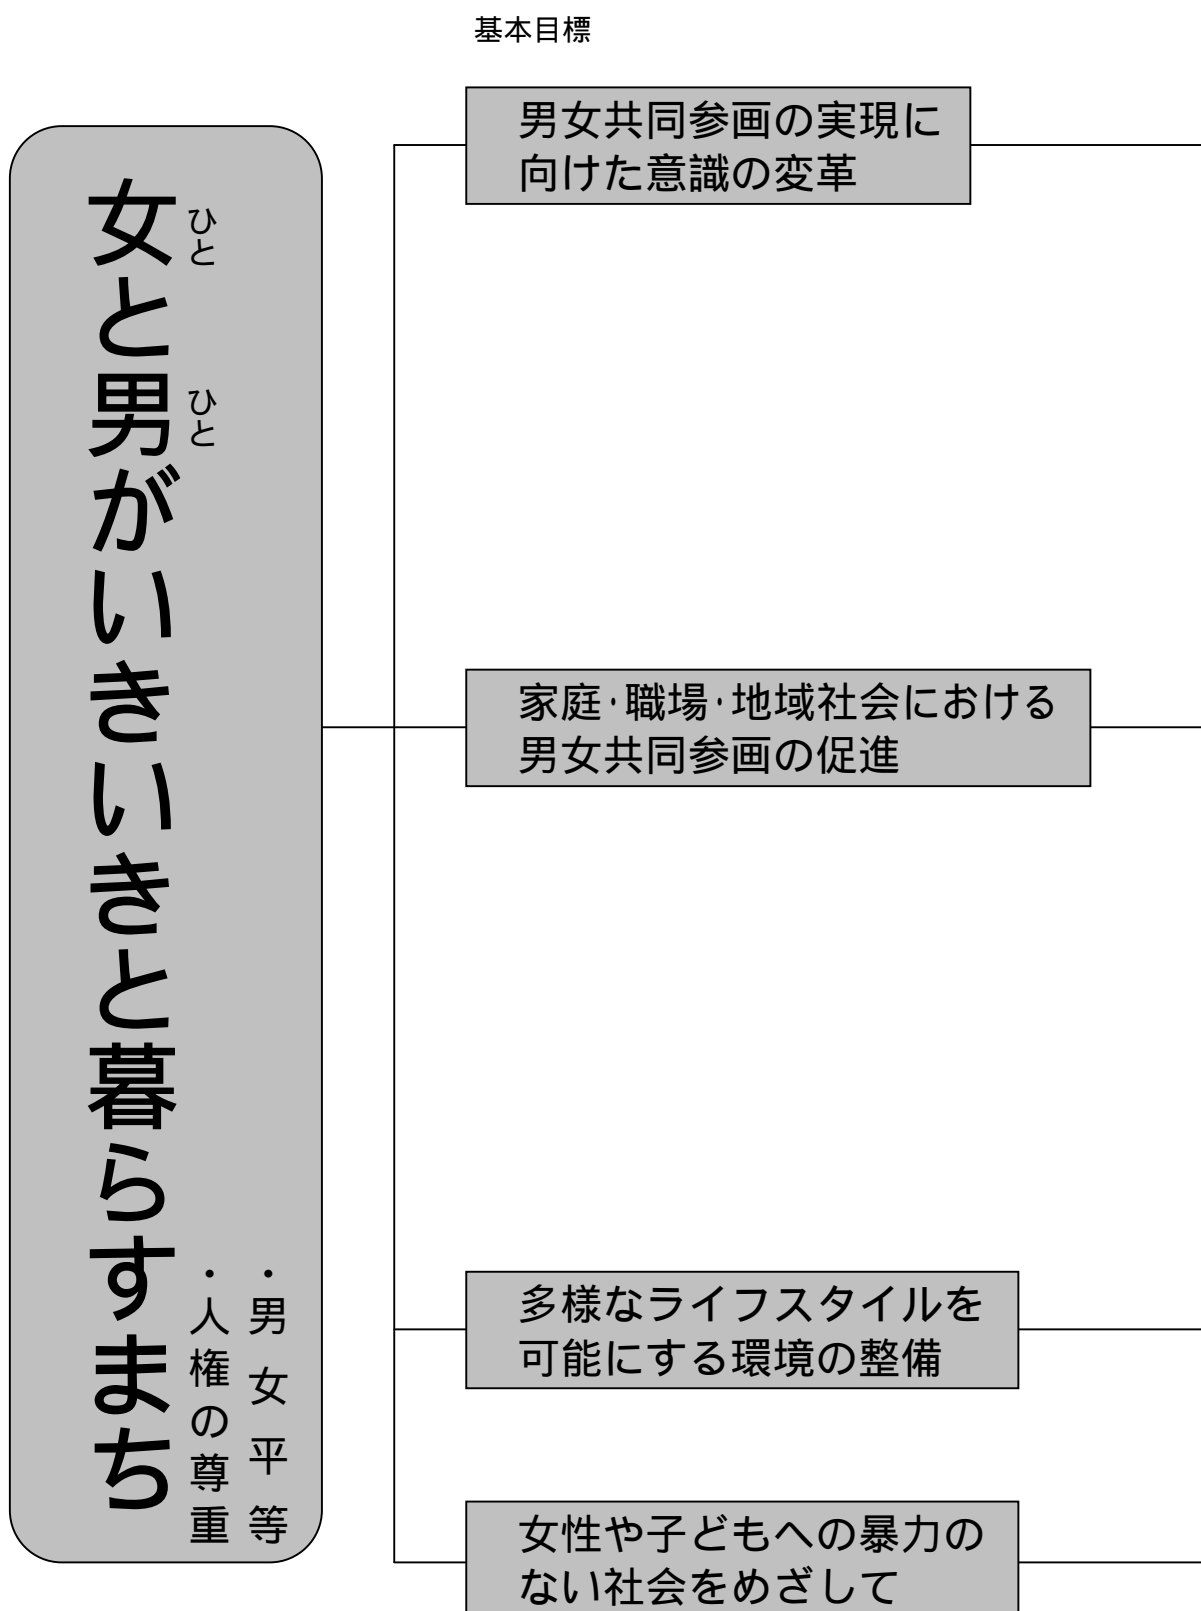 基本目標
・男女平等
・人権の尊重
ひと
ひと
女と男がいきいきと暮らすまち
男女共同参画の実現に
向けた意識の変革
家庭・職場・地域社会における
男女共同参画の促進
多様なライフスタイルを
可能にする環境の整備
女性や子どもへの暴力の
ない社会をめざして